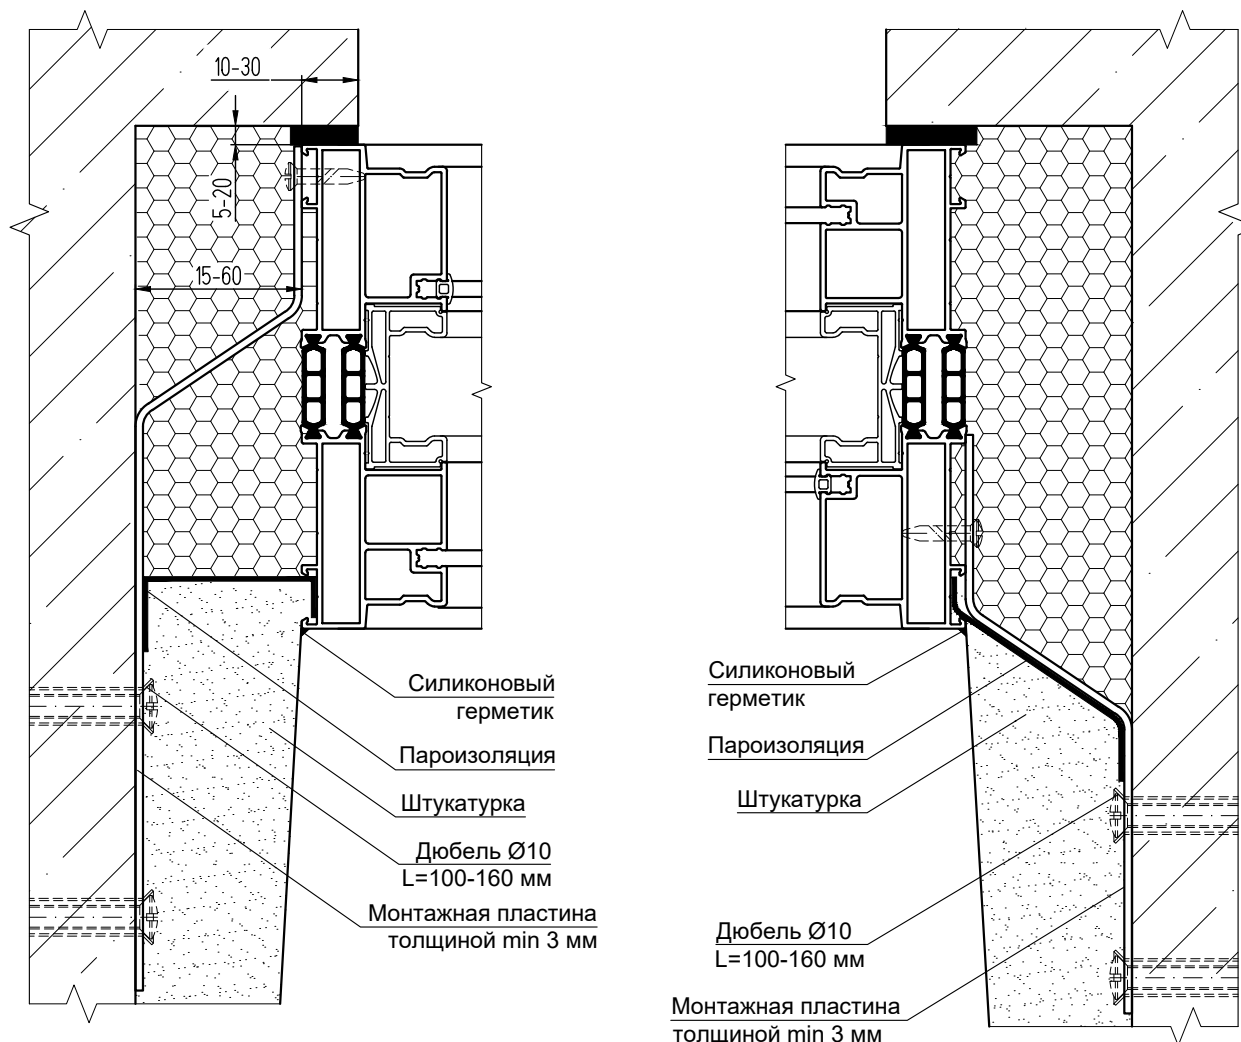 10-30
5-20
15-60
Силиконовый
герметик
Пароизоляция
Штукатурка
Дюбель Ø10
L=100-160 мм
Монтажная пластина
толщиной min 3 мм
Силиконовый
герметик
Пароизоляция
Штукатурка
Дюбель Ø10
L=100-160 мм
Монтажная пластина
толщиной min 3 мм